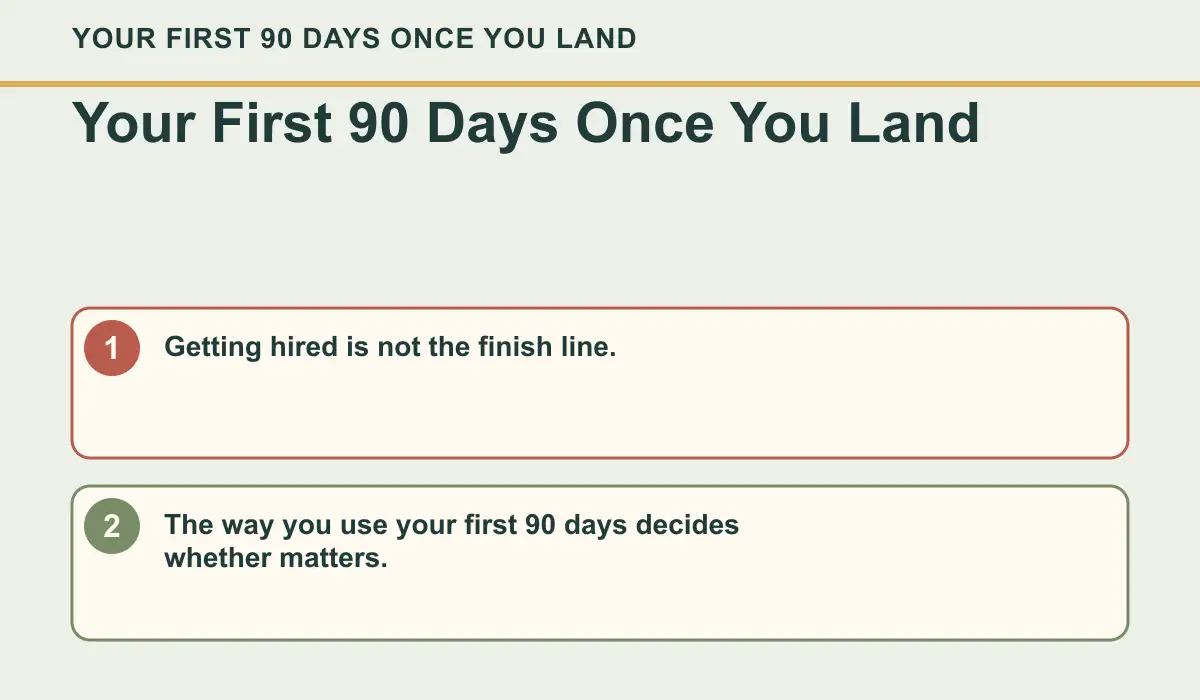 YOUR FIRST 90 DAYS ONCE YOU LAND
Your First 90 Days Once You Land
1 Getting hired is not the finish line.
2 The way you use your first 90 days decides
whether matters.